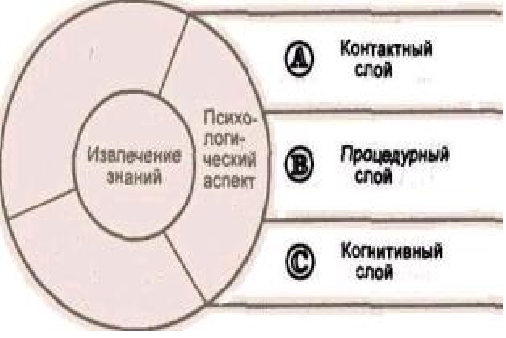 Извлечение
знаний
Психо-
логи-
ческий
аспект
A
Контактный
слой
B
Процедурный
слой
C
Когнитивный
слой